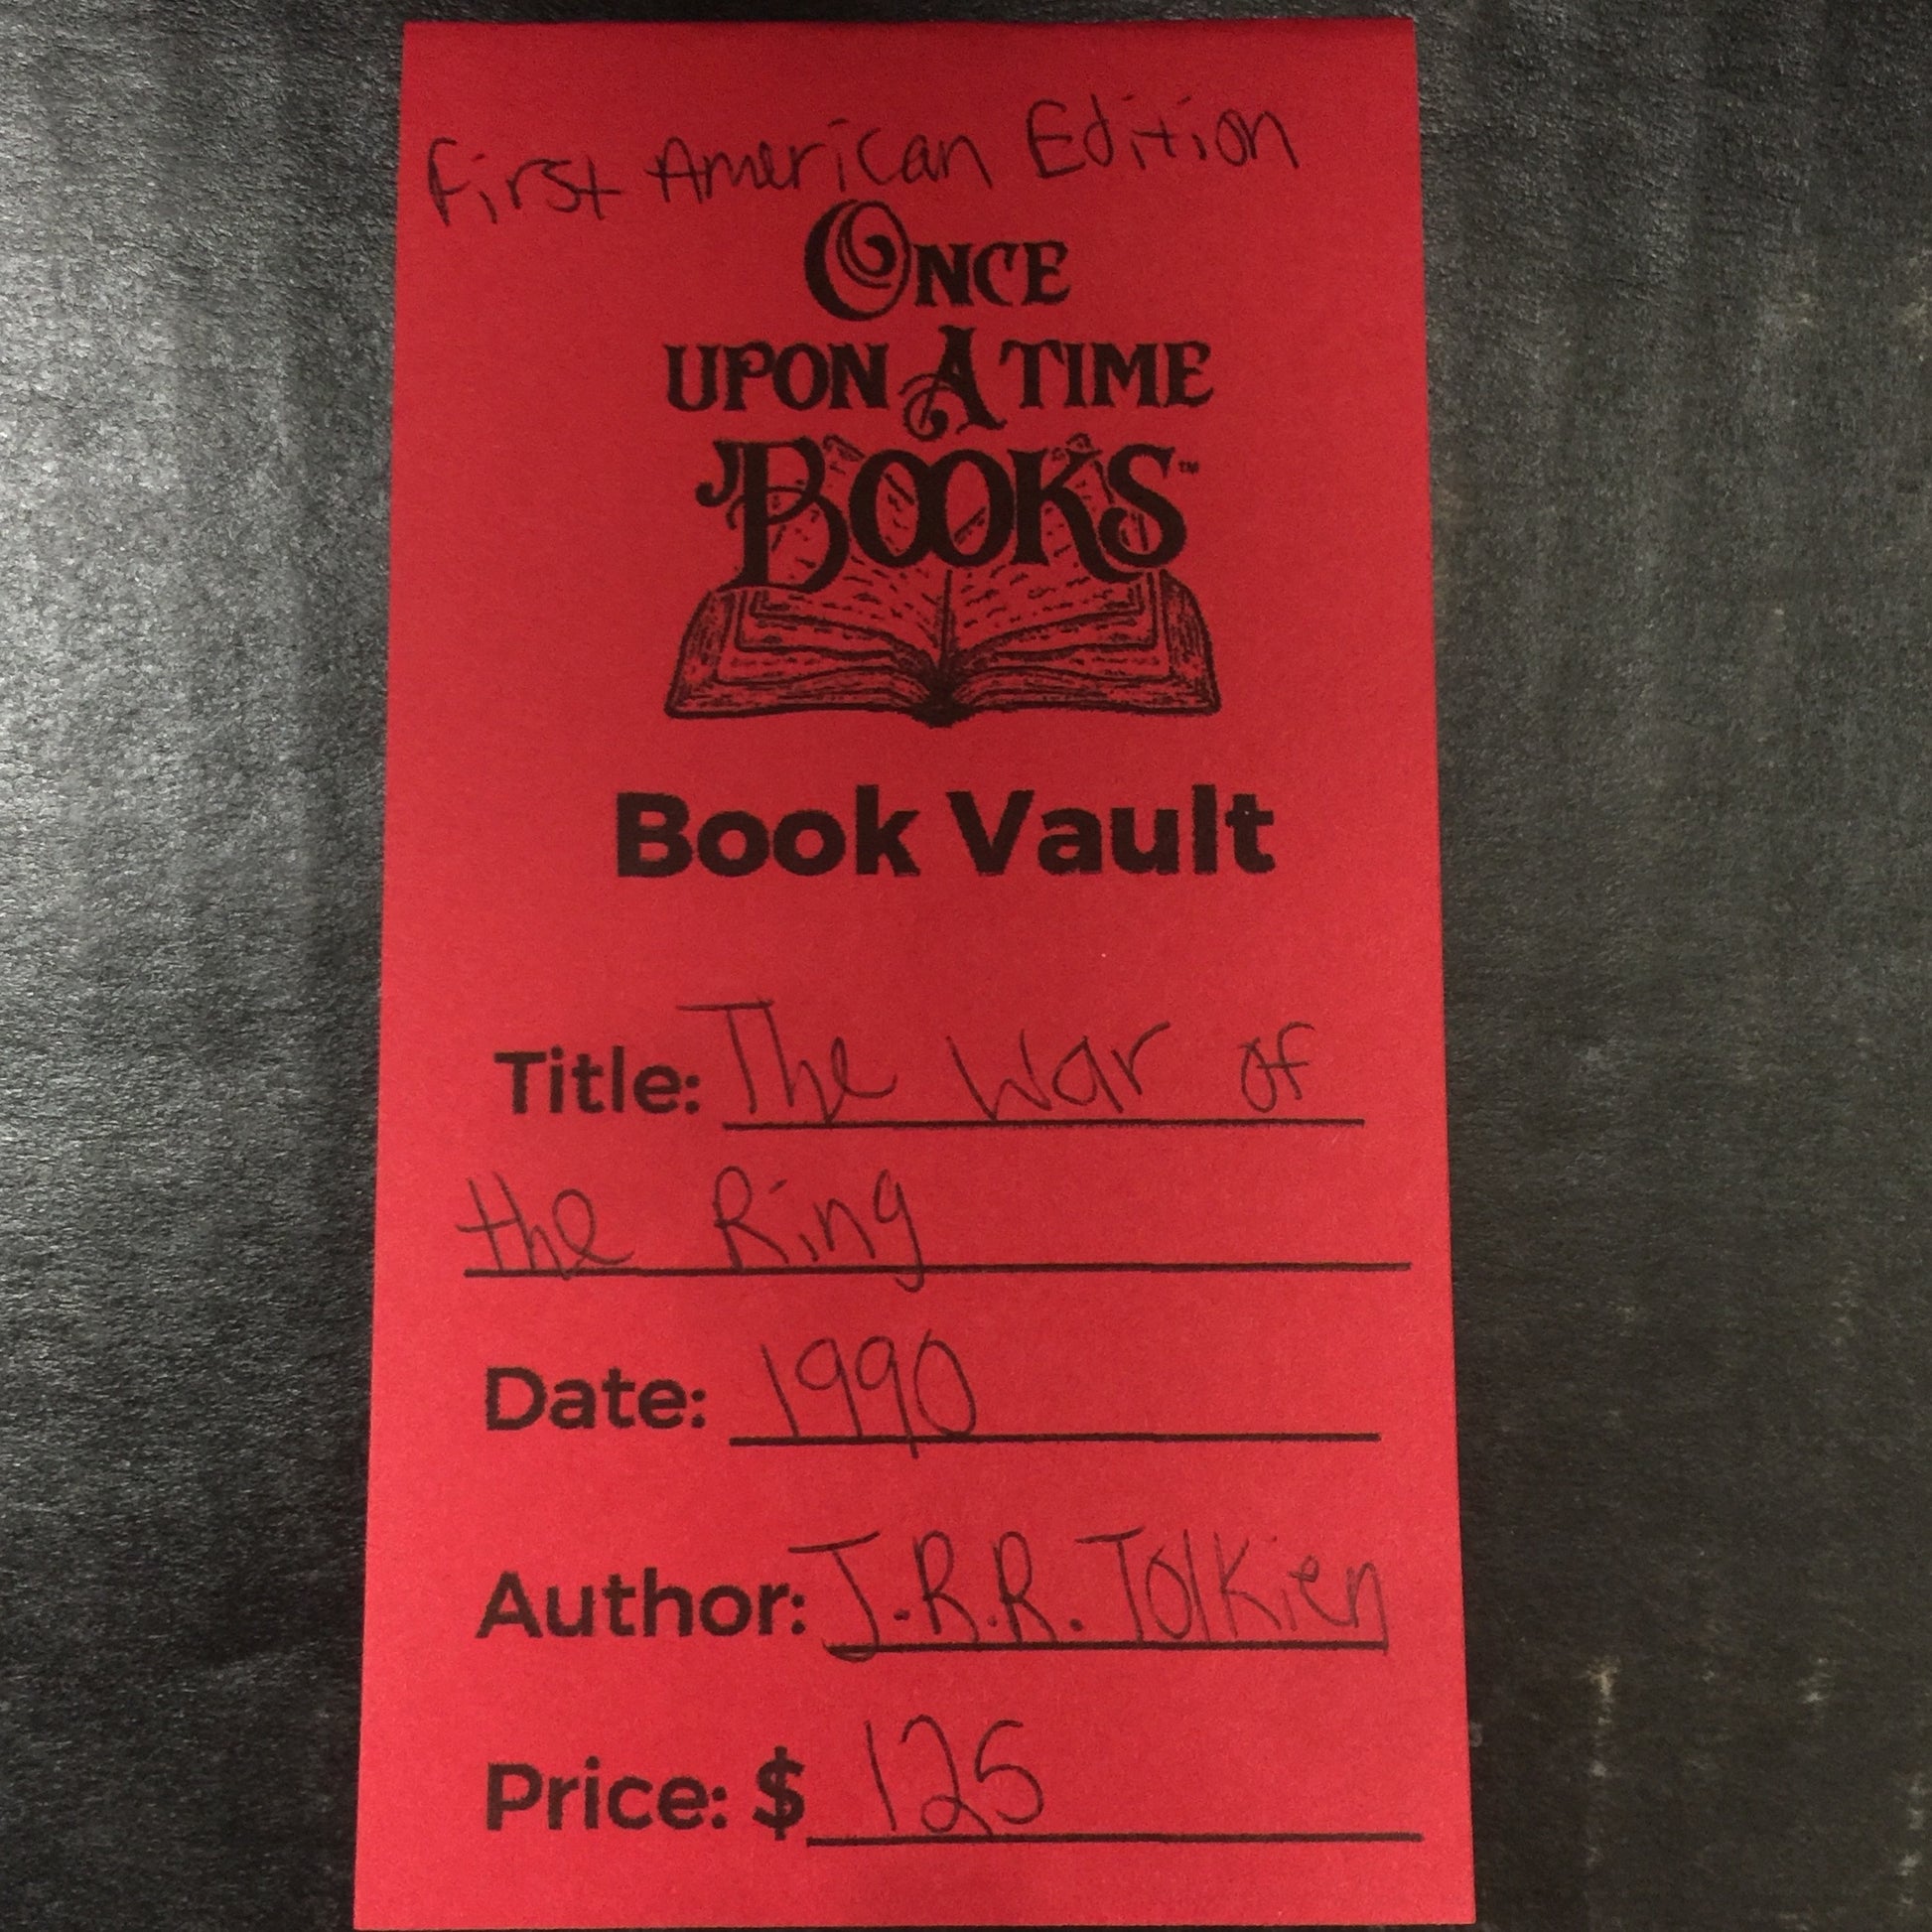 First American Edition
ONCE
UPON A TIME
BOOKS™
Book Vault
Title: The War of
the Ring
Date: 1990
Author: J.R.R. Tolkien
Price: $ 125